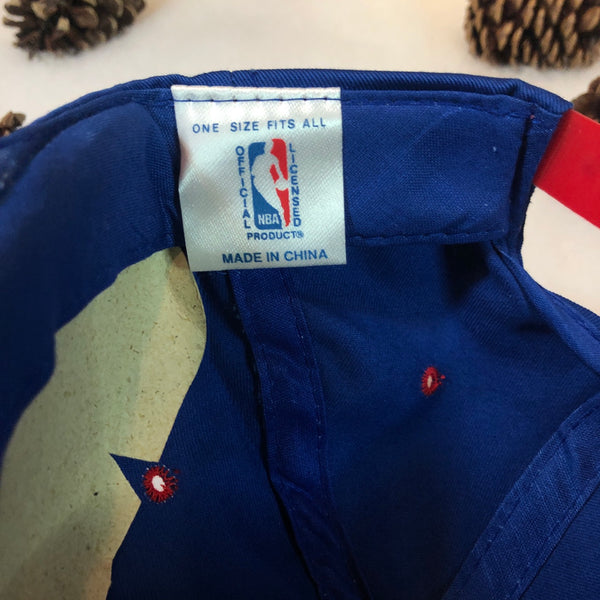 ONE SIZE FITS ALL
OFFICIAL
NBA
LICENSED
PRODUCT®
MADE IN CHINA